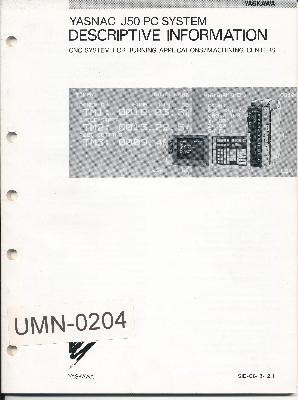 YASKAWA
YASNAC J50 PC SYSTEM
DESCRIPTIVE INFORMATION
CNC SYSTEM FOR TURNING APPLICATIONS/MACHINING CENTERS
UMN-0204
YASKAWA